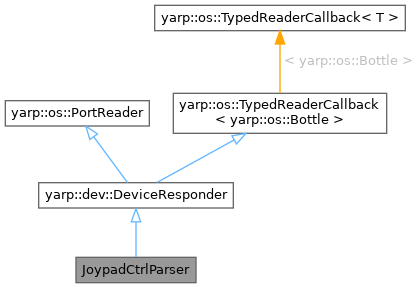 yarp::os::TypedReaderCallback< T >
< yarp::os::Bottle >
yarp::os::PortReader
yarp::os::TypedReaderCallback
< yarp::os::Bottle >
yarp::dev::DeviceResponder
JoypadCtrlParser